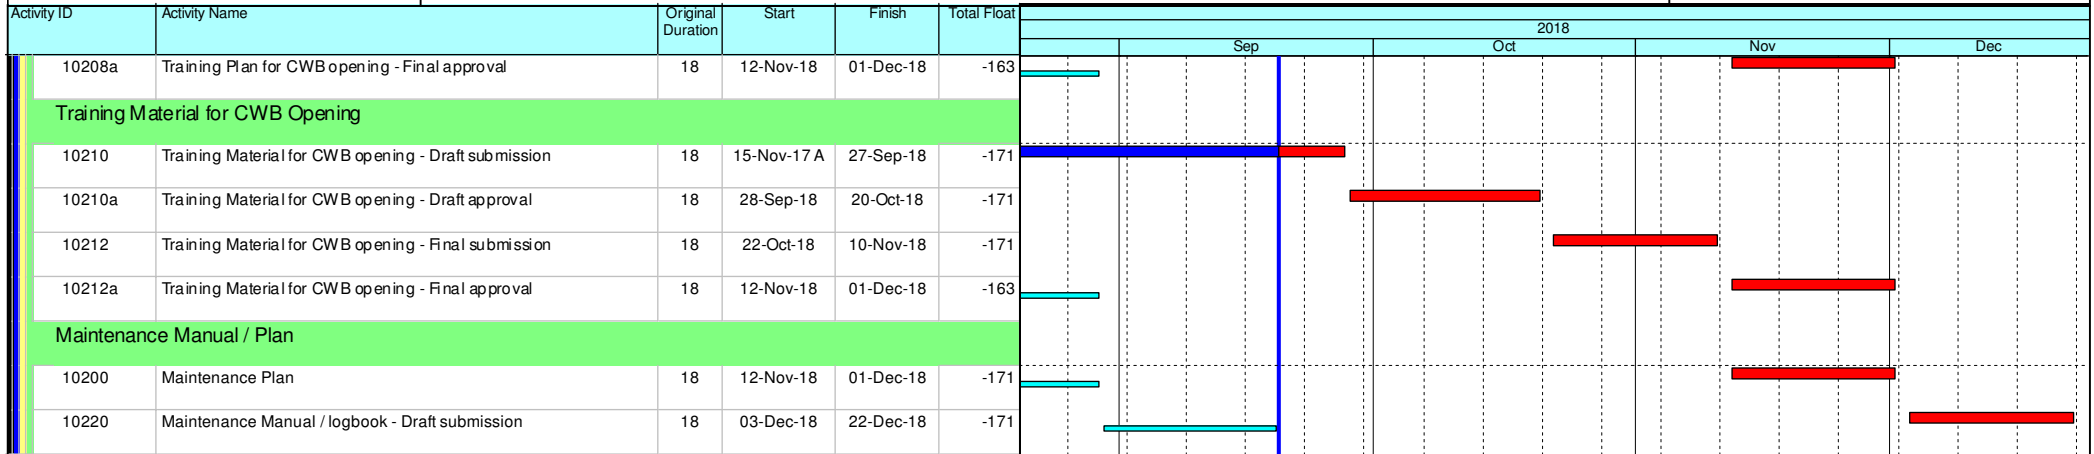 Activity ID Activity Name Original Duration Start Finish Total Float
2018
Sep Oct Nov Dec
10208a Training Plan for CWB opening - Final approval 18 12-Nov-18 01-Dec-18 -163
Training Material for CWB Opening
10210 Training Material for CWB opening - Draft submission 18 15-Nov-17 A 27-Sep-18 -171
10210a Training Material for CWB opening - Draft approval 18 28-Sep-18 20-Oct-18 -171
10212 Training Material for CWB opening - Final submission 18 22-Oct-18 10-Nov-18 -171
10212a Training Material for CWB opening - Final approval 18 12-Nov-18 01-Dec-18 -163
Maintenance Manual / Plan
10200 Maintenance Plan 18 12-Nov-18 01-Dec-18 -171
10220 Maintenance Manual / logbook - Draft submission 18 03-Dec-18 22-Dec-18 -171